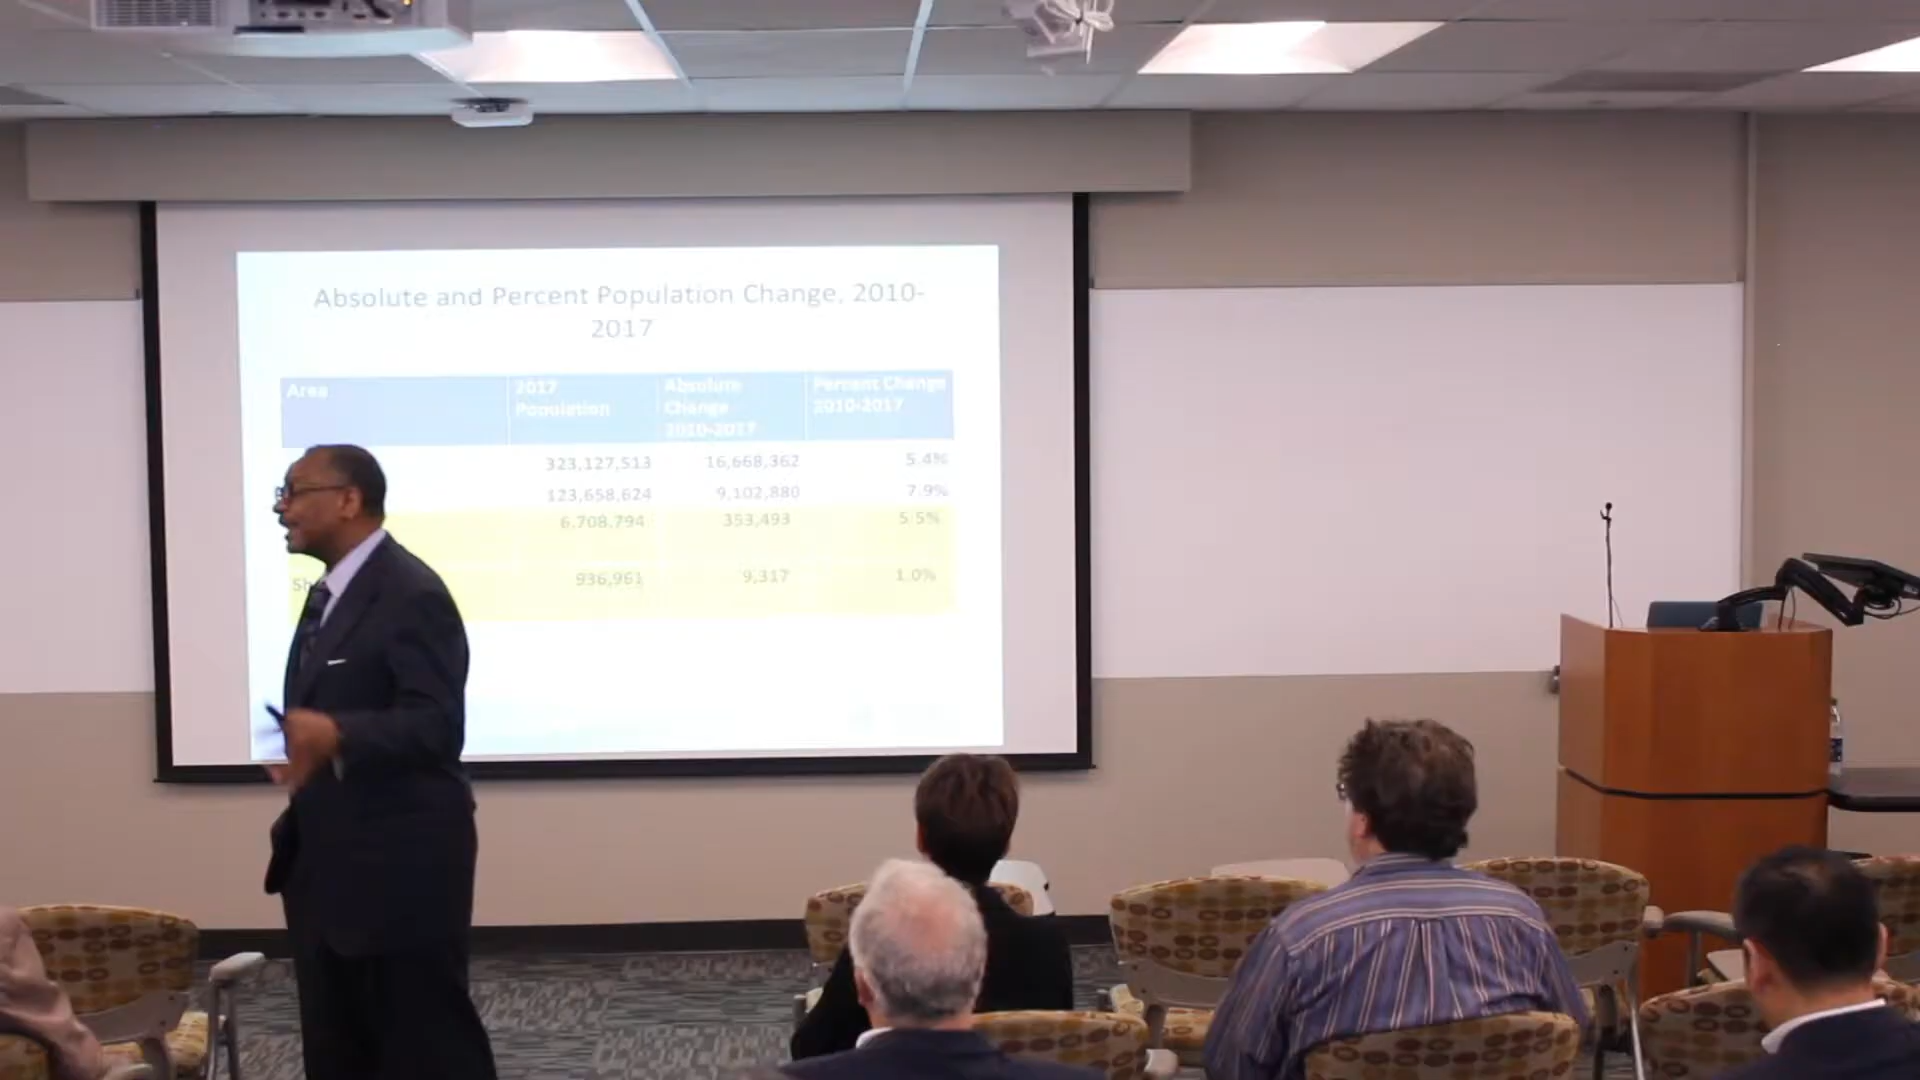 Absolute and Percent Population Change, 2010-
2017
Area 2017 Population Absolute Change 2010-2017 Percent Change 2010-2017
323,127,513 16,668,362 5.4%
123,658,624 9,102,880 7.9%
6,708,794 353,493 5.5%
Sh 936,961 9,317 1.0%